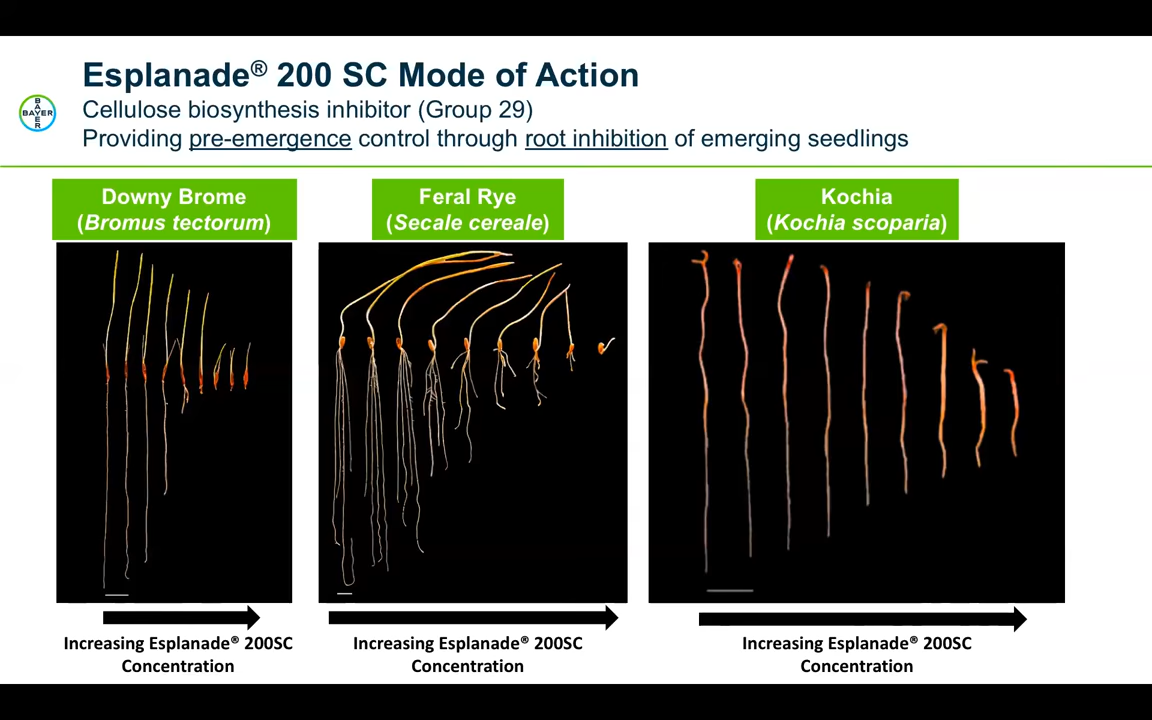 Esplanade® 200 SC Mode of Action
Cellulose biosynthesis inhibitor (Group 29)
Providing pre-emergence control through root inhibition of emerging seedlings
BAYER
BAYER
Downy Brome
(Bromus tectorum)
Feral Rye
(Secale cereale)
Kochia
(Kochia scoparia)
Increasing Esplanade® 200SC
Concentration
Increasing Esplanade® 200SC
Concentration
Increasing Esplanade® 200SC
Concentration